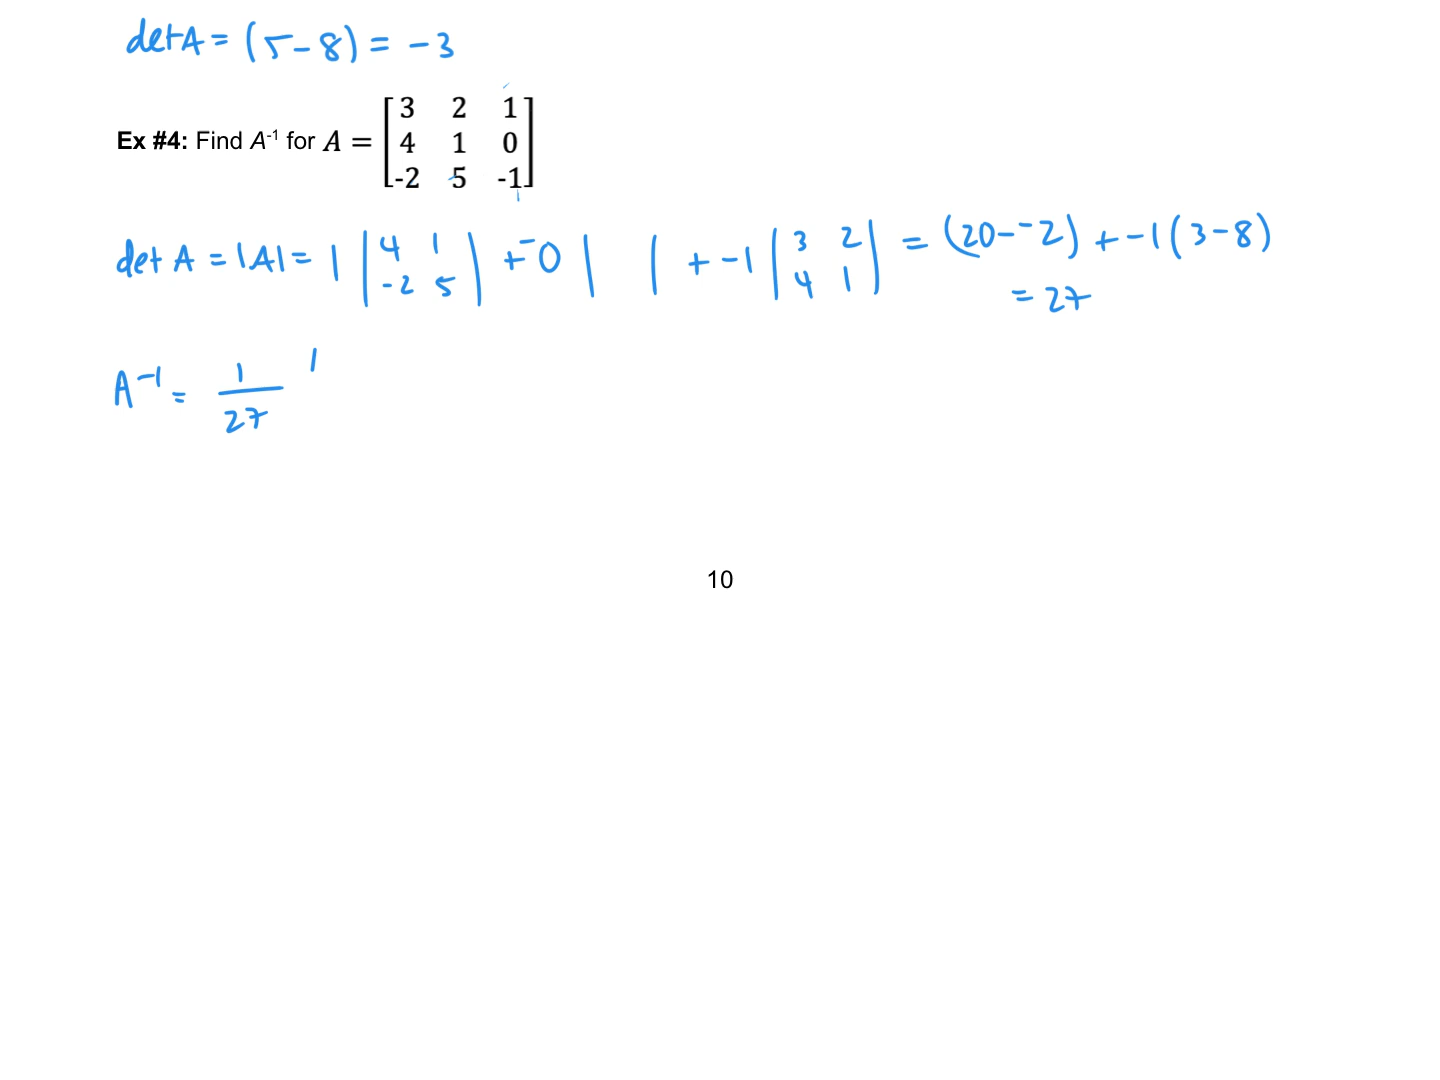 det A = (5 - 8) = -3
Ex #4: Find A⁻¹ for A = [3 2 1
4 1 0
-2 5 -1]
det A = |A| = 1 |4 1| +-0 | | + -1 |3 2| = (20 - -2) + -1 (3 - 8)
|-2 5| |4 1|
= 27
A⁻¹ = 1/27 1
10